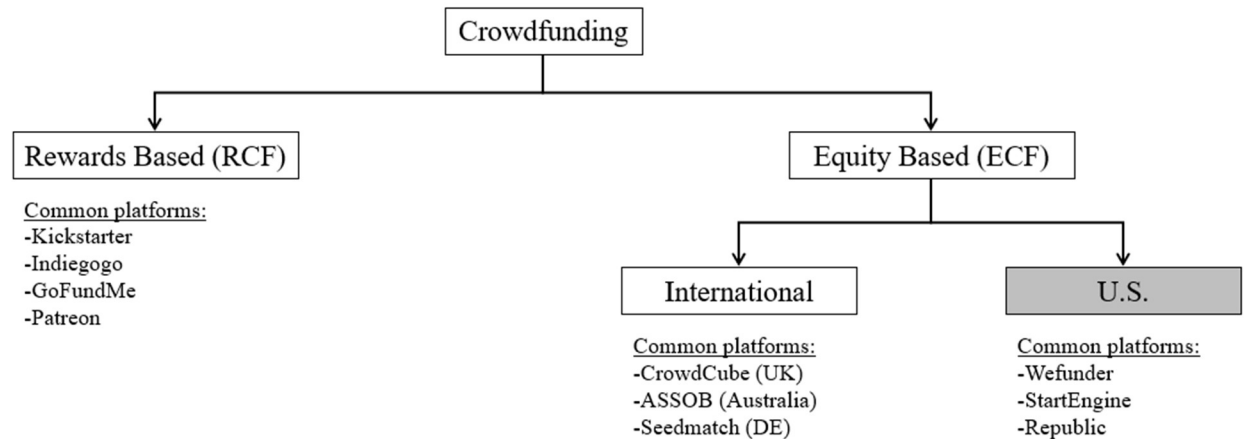 Crowdfunding
Rewards Based (RCF)
Equity Based (ECF)
Common platforms:
-Kickstarter
-Indiegogo
-GoFundMe
-Patreon
International
U.S.
Common platforms:
-CrowdCube (UK)
-ASSOB (Australia)
-Seedmatch (DE)
Common platforms:
-Wefunder
-StartEngine
-Republic